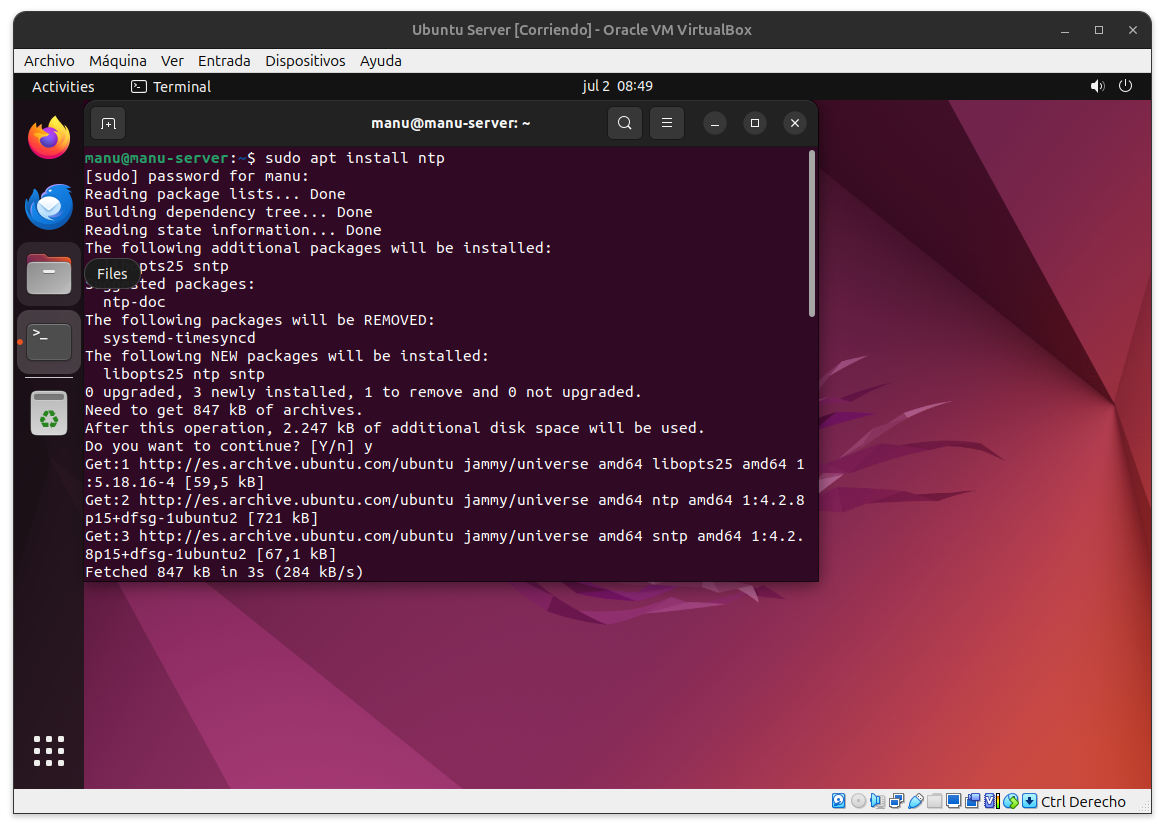 Ubuntu Server [Corriendo] - Oracle VM VirtualBox
Archivo Máquina Ver Entrada Dispositivos Ayuda
Activities Terminal jul 2 08:49
manu@manu-server: ~
manu@manu-server:~$ sudo apt install ntp
[sudo] password for manu:
Reading package lists... Done
Building dependency tree... Done
Reading state information... Done
The following additional packages will be installed:
opts25 sntp
Files
sted packages:
ntp-doc
The following packages will be REMOVED:
systemd-timesyncd
The following NEW packages will be installed:
libopts25 ntp sntp
0 upgraded, 3 newly installed, 1 to remove and 0 not upgraded.
Need to get 847 kB of archives.
After this operation, 2.247 kB of additional disk space will be used.
Do you want to continue? [Y/n] y
Get:1 http://es.archive.ubuntu.com/ubuntu jammy/universe amd64 libopts25 amd64 1
:5.18.16-4 [59,5 kB]
Get:2 http://es.archive.ubuntu.com/ubuntu jammy/universe amd64 ntp amd64 1:4.2.8
p15+dfsg-1ubuntu2 [721 kB]
Get:3 http://es.archive.ubuntu.com/ubuntu jammy/universe amd64 sntp amd64 1:4.2.
8p15+dfsg-1ubuntu2 [67,1 kB]
Fetched 847 kB in 3s (284 kB/s)
Ctrl Derecho